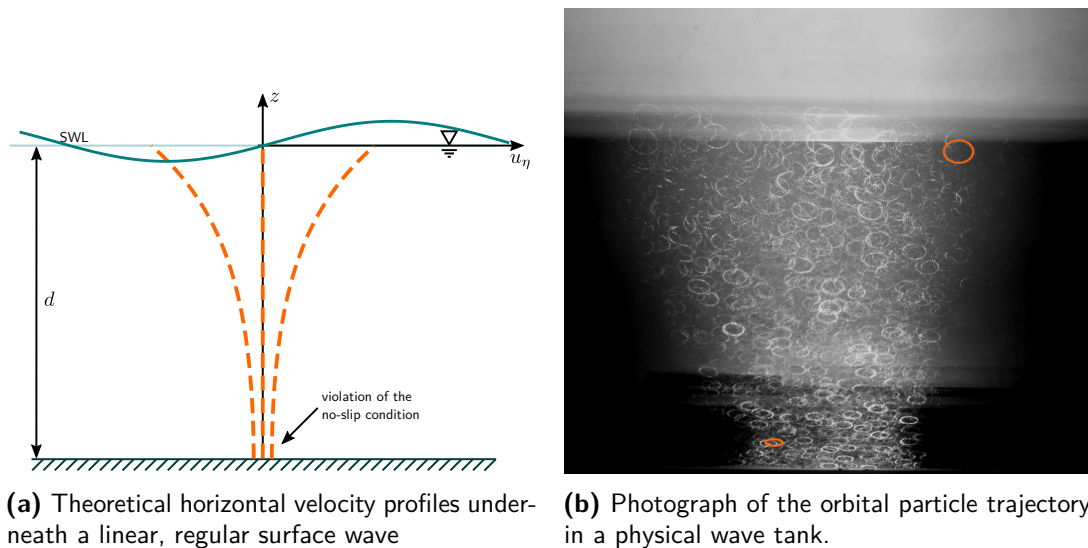 z
SWL
u_η
d
violation of the
no-slip condition
(a) Theoretical horizontal velocity profiles under-
neath a linear, regular surface wave
(b) Photograph of the orbital particle trajectory
in a physical wave tank.